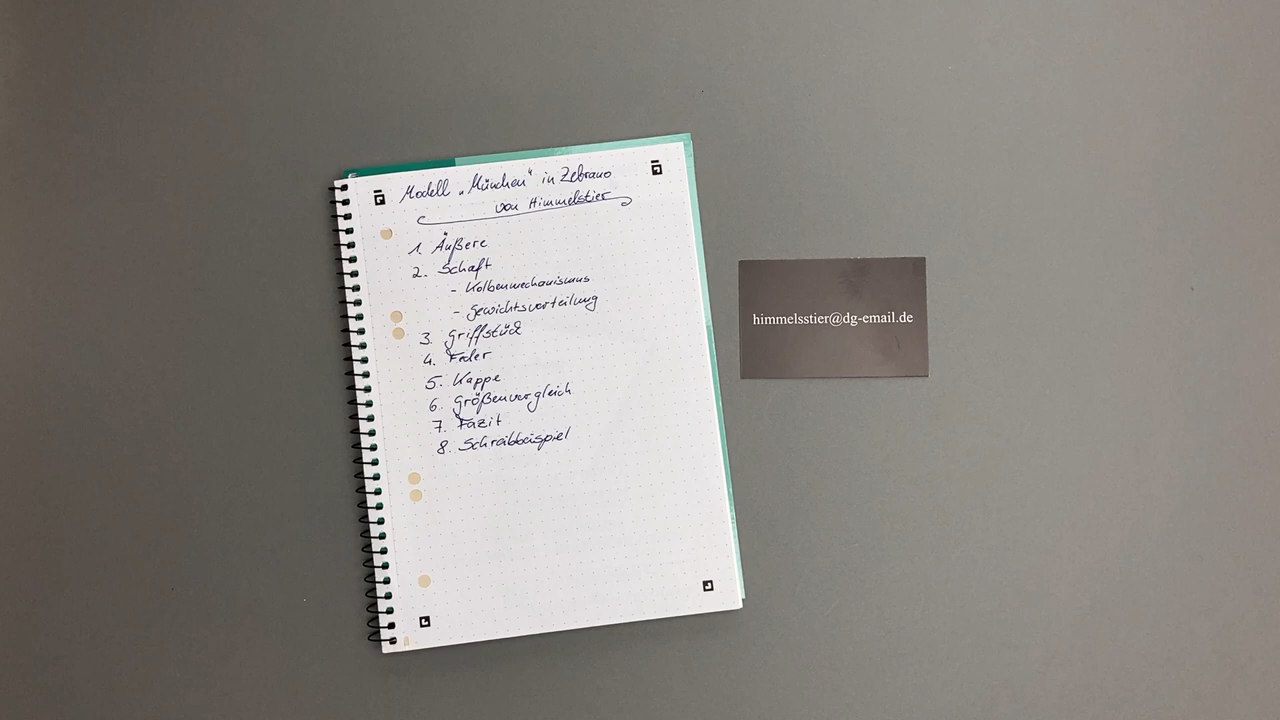 Modell „München“ in Zebrano
von Himmelstier
1. Äußere
2. Schaft
- Kolbenmechanismus
- Gewichtsverteilung
3. Griffstück
4. Feder
5. Kappe
6. Größenvergleich
7. Fazit
8. Schreibbeispiel
himmelsstier@dg-email.de